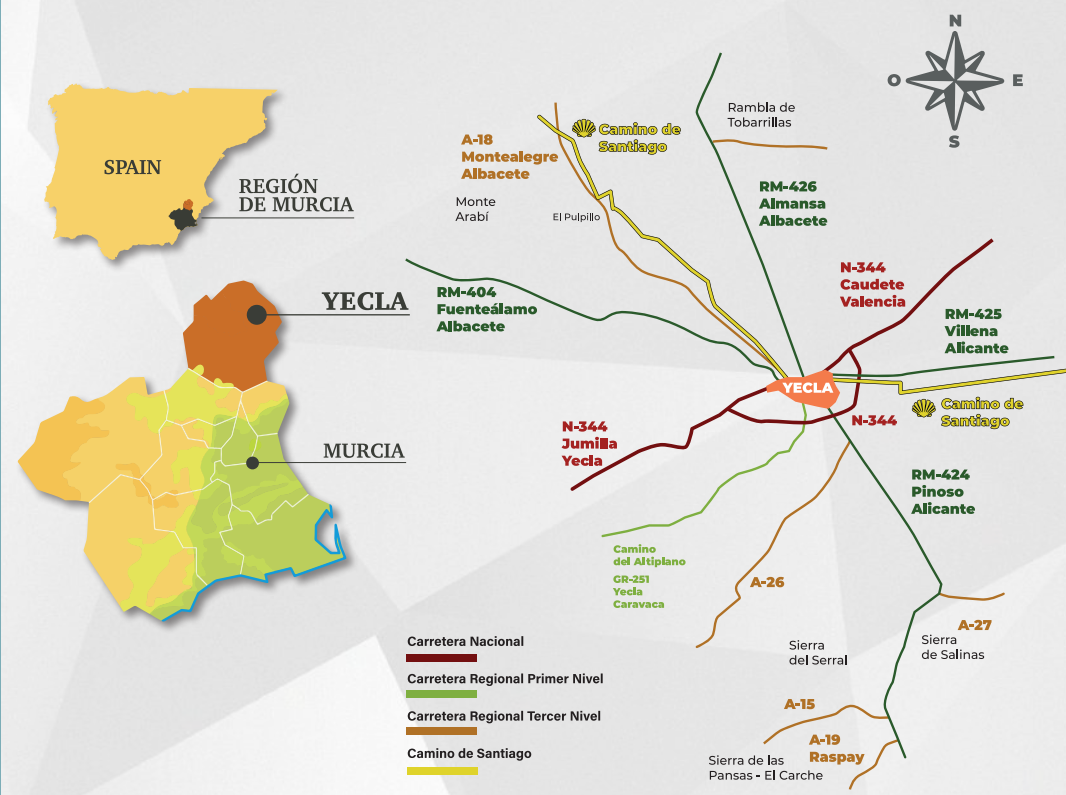 SPAIN
REGIÓN
DE MURCIA
YECLA
MURCIA
N
O
E
S
Camino de
Santiago
A-18
Montealegre
Albacete
Monte
Arabí
El Pulpillo
Rambla de
Tobarrillas
RM-426
Almansa
Albacete
RM-404
Fuenteálamo
Albacete
N-344
Caudete
Valencia
RM-425
Villena
Alicante
YECLA
Camino de
Santiago
N-344
N-344
Jumilla
Yecla
RM-424
Pinoso
Alicante
Camino
del Altiplano
GR-251
Yecla
Caravaca
A-26
A-27
Sierra
de Salinas
Sierra
del Serral
A-15
A-19
Raspay
Sierra de las
Pansas - El Carche
Carretera Nacional
Carretera Regional Primer Nivel
Carretera Regional Tercer Nivel
Camino de Santiago